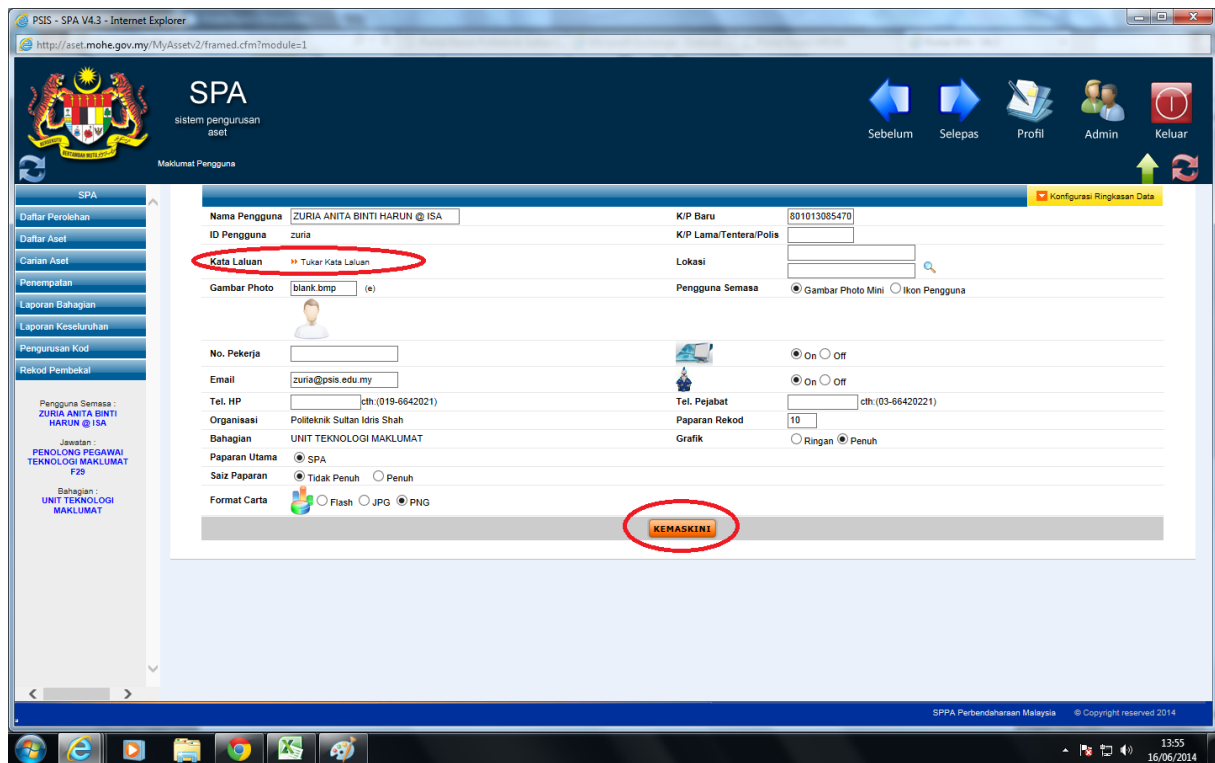 PSIS - SPA V4.3 - Internet Explorer
http://aset.mohe.gov.my/MyAssetv2/framed.cfm?module=1
SPA
sistem pengurusan
aset
Maklumat Pengguna
Sebelum Selepas Profil Admin Keluar
SPA
Daftar Perolehan
Daftar Aset
Carian Aset
Penempatan
Laporan Bahagian
Laporan Keseluruhan
Pengurusan Kod
Rekod Pembekal
Pengguna Semasa :
ZURIA ANITA BINTI
HARUN @ ISA
Jawatan :
PENOLONG PEGAWAI
TEKNOLOGI MAKLUMAT
F29
Bahagian :
UNIT TEKNOLOGI
MAKLUMAT
Konfigurasi Ringkasan Data
Nama Pengguna ZURIA ANITA BINTI HARUN @ ISA K/P Baru 801013085470
ID Pengguna zuria K/P Lama/Tentera/Polis
Kata Laluan Tukar Kata Laluan Lokasi
Gambar Photo blank.bmp (e) Pengguna Semasa Gambar Photo Mini Ikon Pengguna
No. Pekerja On Off
Email zuria@psis.edu.my On Off
Tel. HP cth:(019-6642021) Tel. Pejabat cth:(03-66420221)
Organisasi Politeknik Sultan Idris Shah Paparan Rekod 10
Bahagian UNIT TEKNOLOGI MAKLUMAT Grafik Ringan Penuh
Paparan Utama SPA
Saiz Paparan Tidak Penuh Penuh
Format Carta Flash JPG PNG
KEMASKINI
SPPA Perbendaharaan Malaysia © Copyright reserved 2014
13:55
16/06/2014